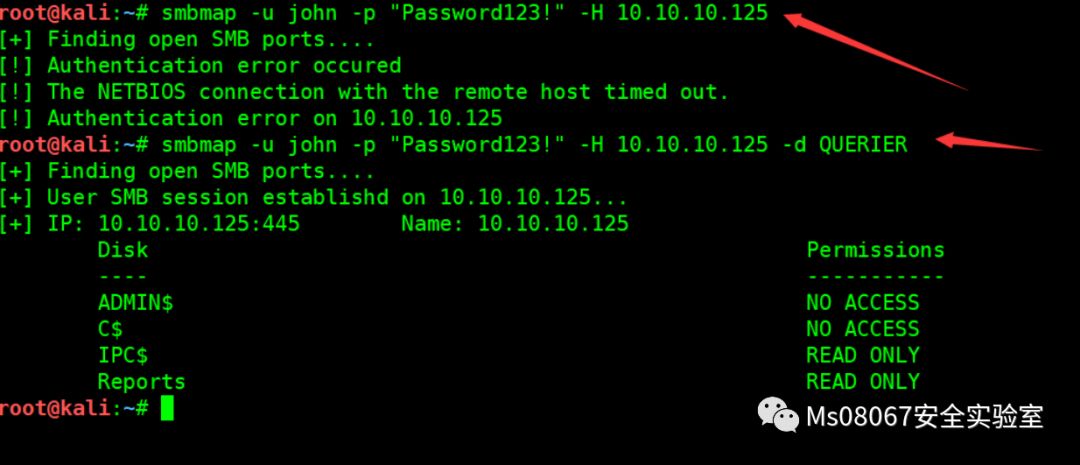 root@kali:~# smbmap -u john -p "Password123!" -H 10.10.10.125
[+] Finding open SMB ports....
[!] Authentication error occured
[!] The NETBIOS connection with the remote host timed out.
[!] Authentication error on 10.10.10.125
root@kali:~# smbmap -u john -p "Password123!" -H 10.10.10.125 -d QUERIER
[+] Finding open SMB ports....
[+] User SMB session establishd on 10.10.10.125...
[+] IP: 10.10.10.125:445 Name: 10.10.10.125
Disk Permissions
---- -----------
ADMIN$ NO ACCESS
C$ NO ACCESS
IPC$ READ ONLY
Reports READ ONLY
root@kali:~#
Ms08067安全实验室